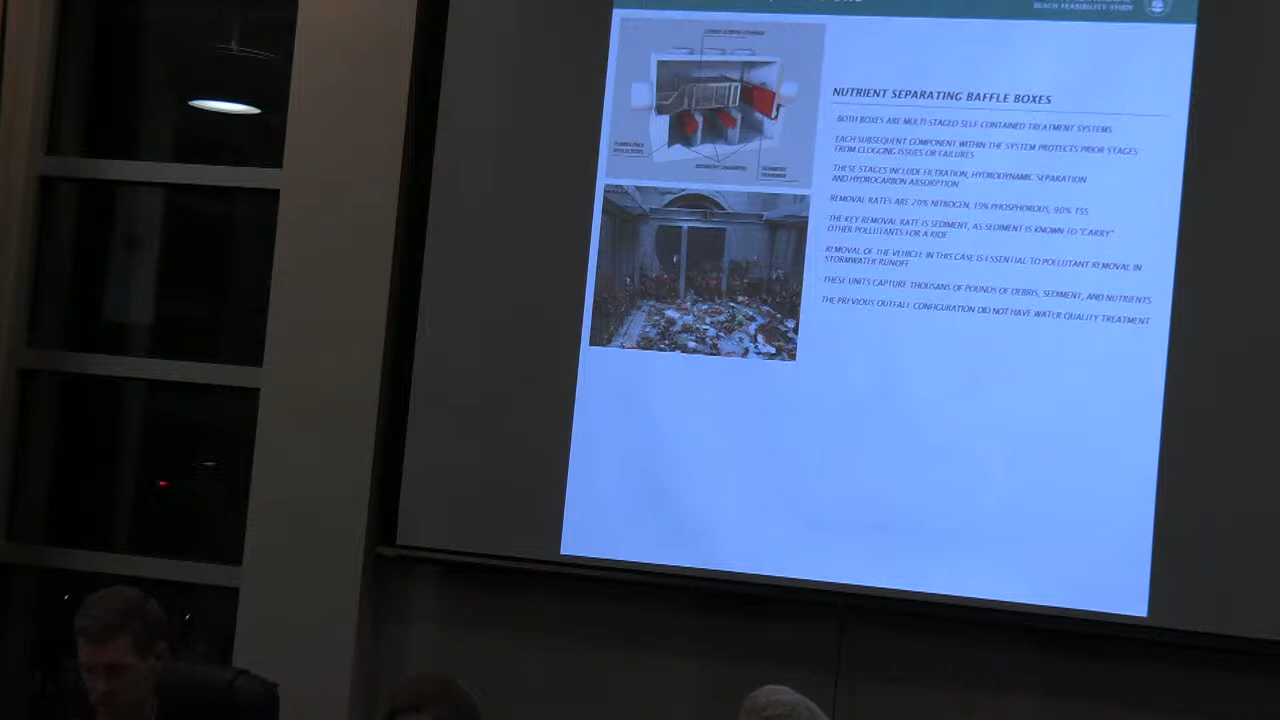 BEACH FEASIBILITY STUDY
NUTRIENT SEPARATING BAFFLE BOXES
BOTH BOXES ARE MULTI STAGED SELF CONTAINED TREATMENT SYSTEMS
EACH SUBSEQUENT COMPONENT WITHIN THE SYSTEM PROTECTS PRIOR STAGES
FROM CLOGGING ISSUES OR FAILURES
THESE STAGES INCLUDE FILTRATION, HYDRODYNAMIC SEPARATION
AND HYDROCARBON ABSORPTION
REMOVAL RATES ARE 20% NITROGEN, 19% PHOSPHOROUS, 90% TSS
THE KEY REMOVAL RATE IS SEDIMENT, AS SEDIMENT IS KNOWN TO "CARRY"
OTHER POLLUTANTS FOR A RIDE
REMOVAL OF THE VEHICLE IN THIS CASE IS ESSENTIAL TO POLLUTANT REMOVAL IN
STORMWATER RUNOFF
THESE UNITS CAPTURE THOUSANS OF POUNDS OF DEBRIS, SEDIMENT, AND NUTRIENTS
THE PREVIOUS OUTFALL CONFIGURATION DID NOT HAVE WATER QUALITY TREATMENT